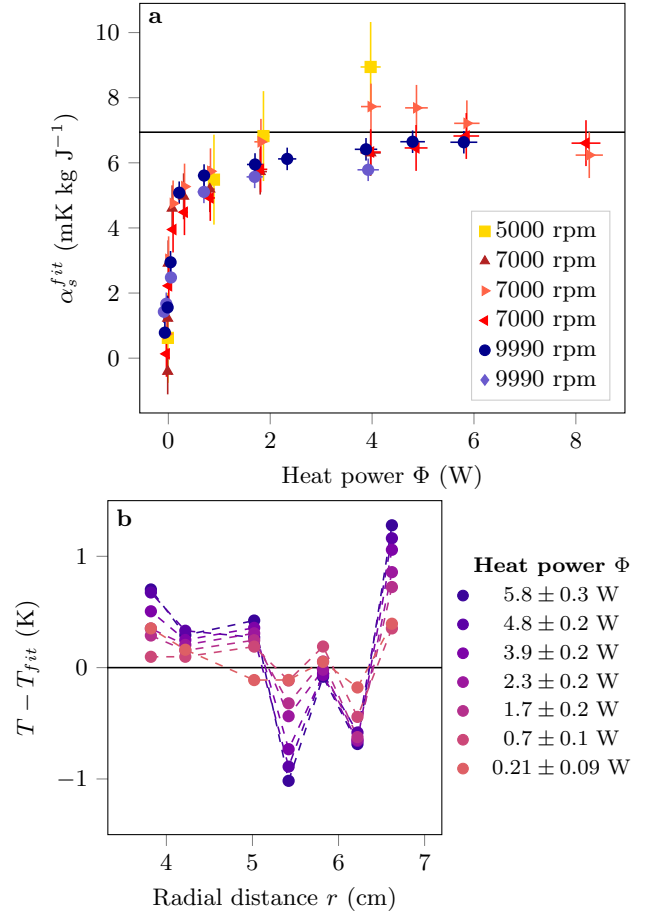 a
10
8
6
4
2
0
α_s^{fit} (mK kg J⁻¹)
5000 rpm
7000 rpm
7000 rpm
7000 rpm
9990 rpm
9990 rpm
0 2 4 6 8
Heat power Φ (W)
b
1
0
−1
T − T_{fit} (K)
4 5 6 7
Radial distance r (cm)
Heat power Φ
5.8 ± 0.3 W
4.8 ± 0.2 W
3.9 ± 0.2 W
2.3 ± 0.2 W
1.7 ± 0.2 W
0.7 ± 0.1 W
0.21 ± 0.09 W